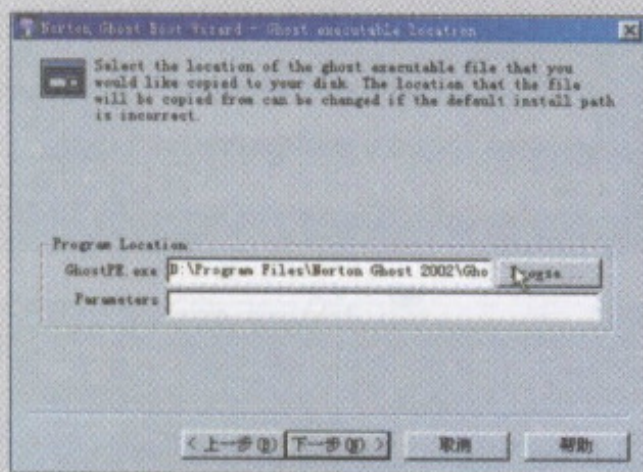 Norton Ghost Boot Wizard - Ghost executable location
Select the location of the ghost executable file that you
would like copied to your disk. The location that the file
will be copied from can be changed if the default install path
is incorrect.
Program Location
GhostPE.exe D:\Program Files\Norton Ghost 2002\Gho Browse...
Parameters
< 上一步(B) 下一步(N) > 取消 帮助